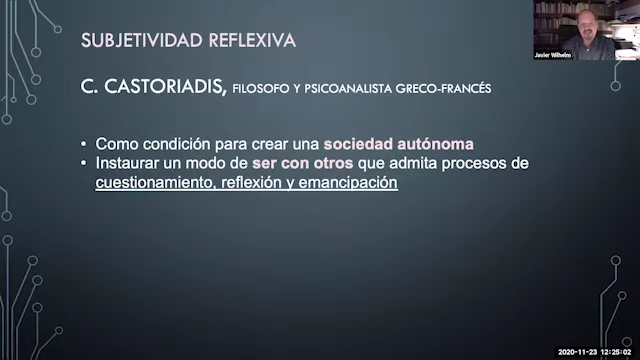 SUBJETIVIDAD REFLEXIVA
Javier Wilhelm
C. CASTORIADIS, FILOSOFO Y PSICOANALISTA GRECO-FRANCÉS
• Como condición para crear una sociedad autónoma
• Instaurar un modo de ser con otros que admita procesos de
cuestionamiento, reflexión y emancipación
2020-11-23 12:25:02